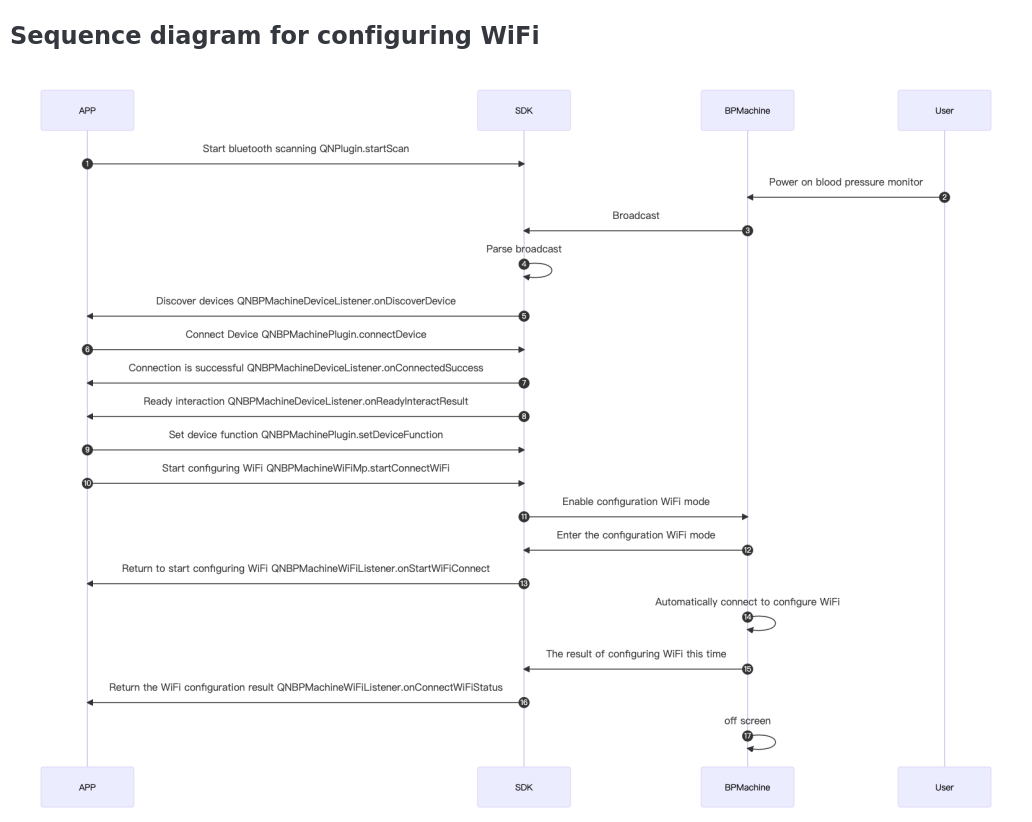 Sequence diagram for configuring WiFi
APP SDK BPMachine User
Start bluetooth scanning QNPlugin.startScan
1
Power on blood pressure monitor
2
Broadcast
3
Parse broadcast
4
Discover devices QNBPMachineDeviceListener.onDiscoverDevice
5
Connect Device QNBPMachinePlugin.connectDevice
6
Connection is successful QNBPMachineDeviceListener.onConnectedSuccess
7
Ready interaction QNBPMachineDeviceListener.onReadyInteractResult
8
Set device function QNBPMachinePlugin.setDeviceFunction
9
Start configuring WiFi QNBPMachineWiFiMp.startConnectWiFi
10
Enable configuration WiFi mode
11
Enter the configuration WiFi mode
12
Return to start configuring WiFi QNBPMachineWiFiListener.onStartWiFiConnect
13
Automatically connect to configure WiFi
14
The result of configuring WiFi this time
15
Return the WiFi configuration result QNBPMachineWiFiListener.onConnectWiFiStatus
16
off screen
17
APP SDK BPMachine User